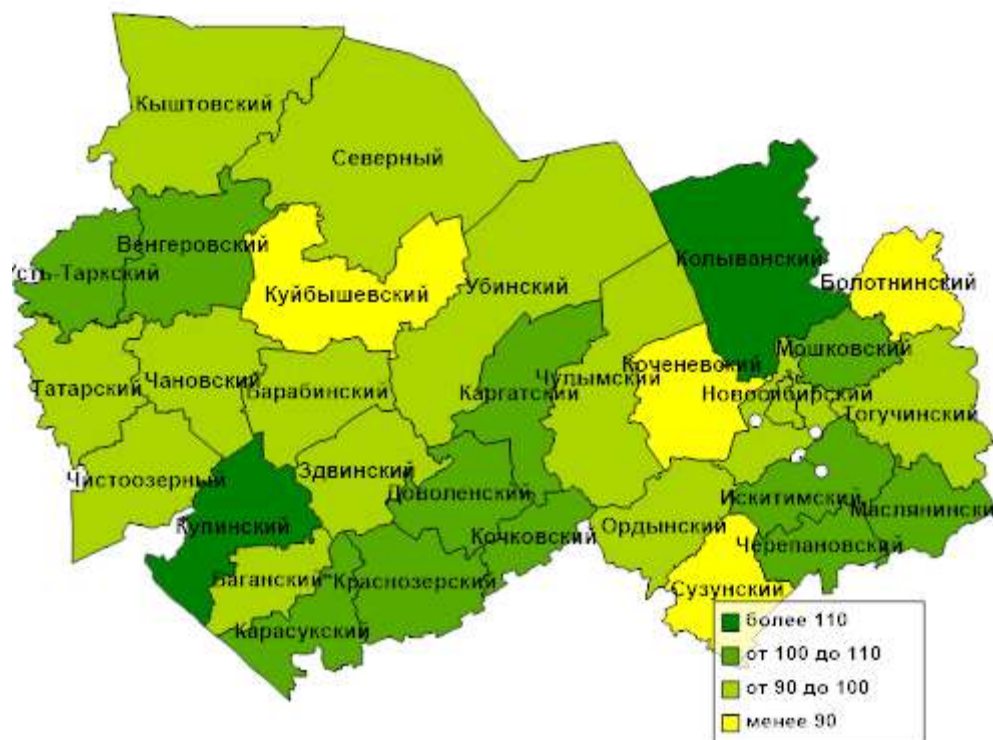 Кыштовский
Северный
Венгеровский
Усть-Таркский
Колыванский
Болотнинский
Куйбышевский
Убинский
Мошковский
Татарский
Чановский
Барабинский
Каргатский
Чулымский
Коченевский
Новосибирский
Тогучинский
Чистоозерный
Здвинский
Доволенский
Искитимский
Маслянинский
Купинский
Кочковский
Ордынский
Черепановский
Баганский
Краснозерский
Сузунский
Карасукский
более 110
от 100 до 110
от 90 до 100
менее 90